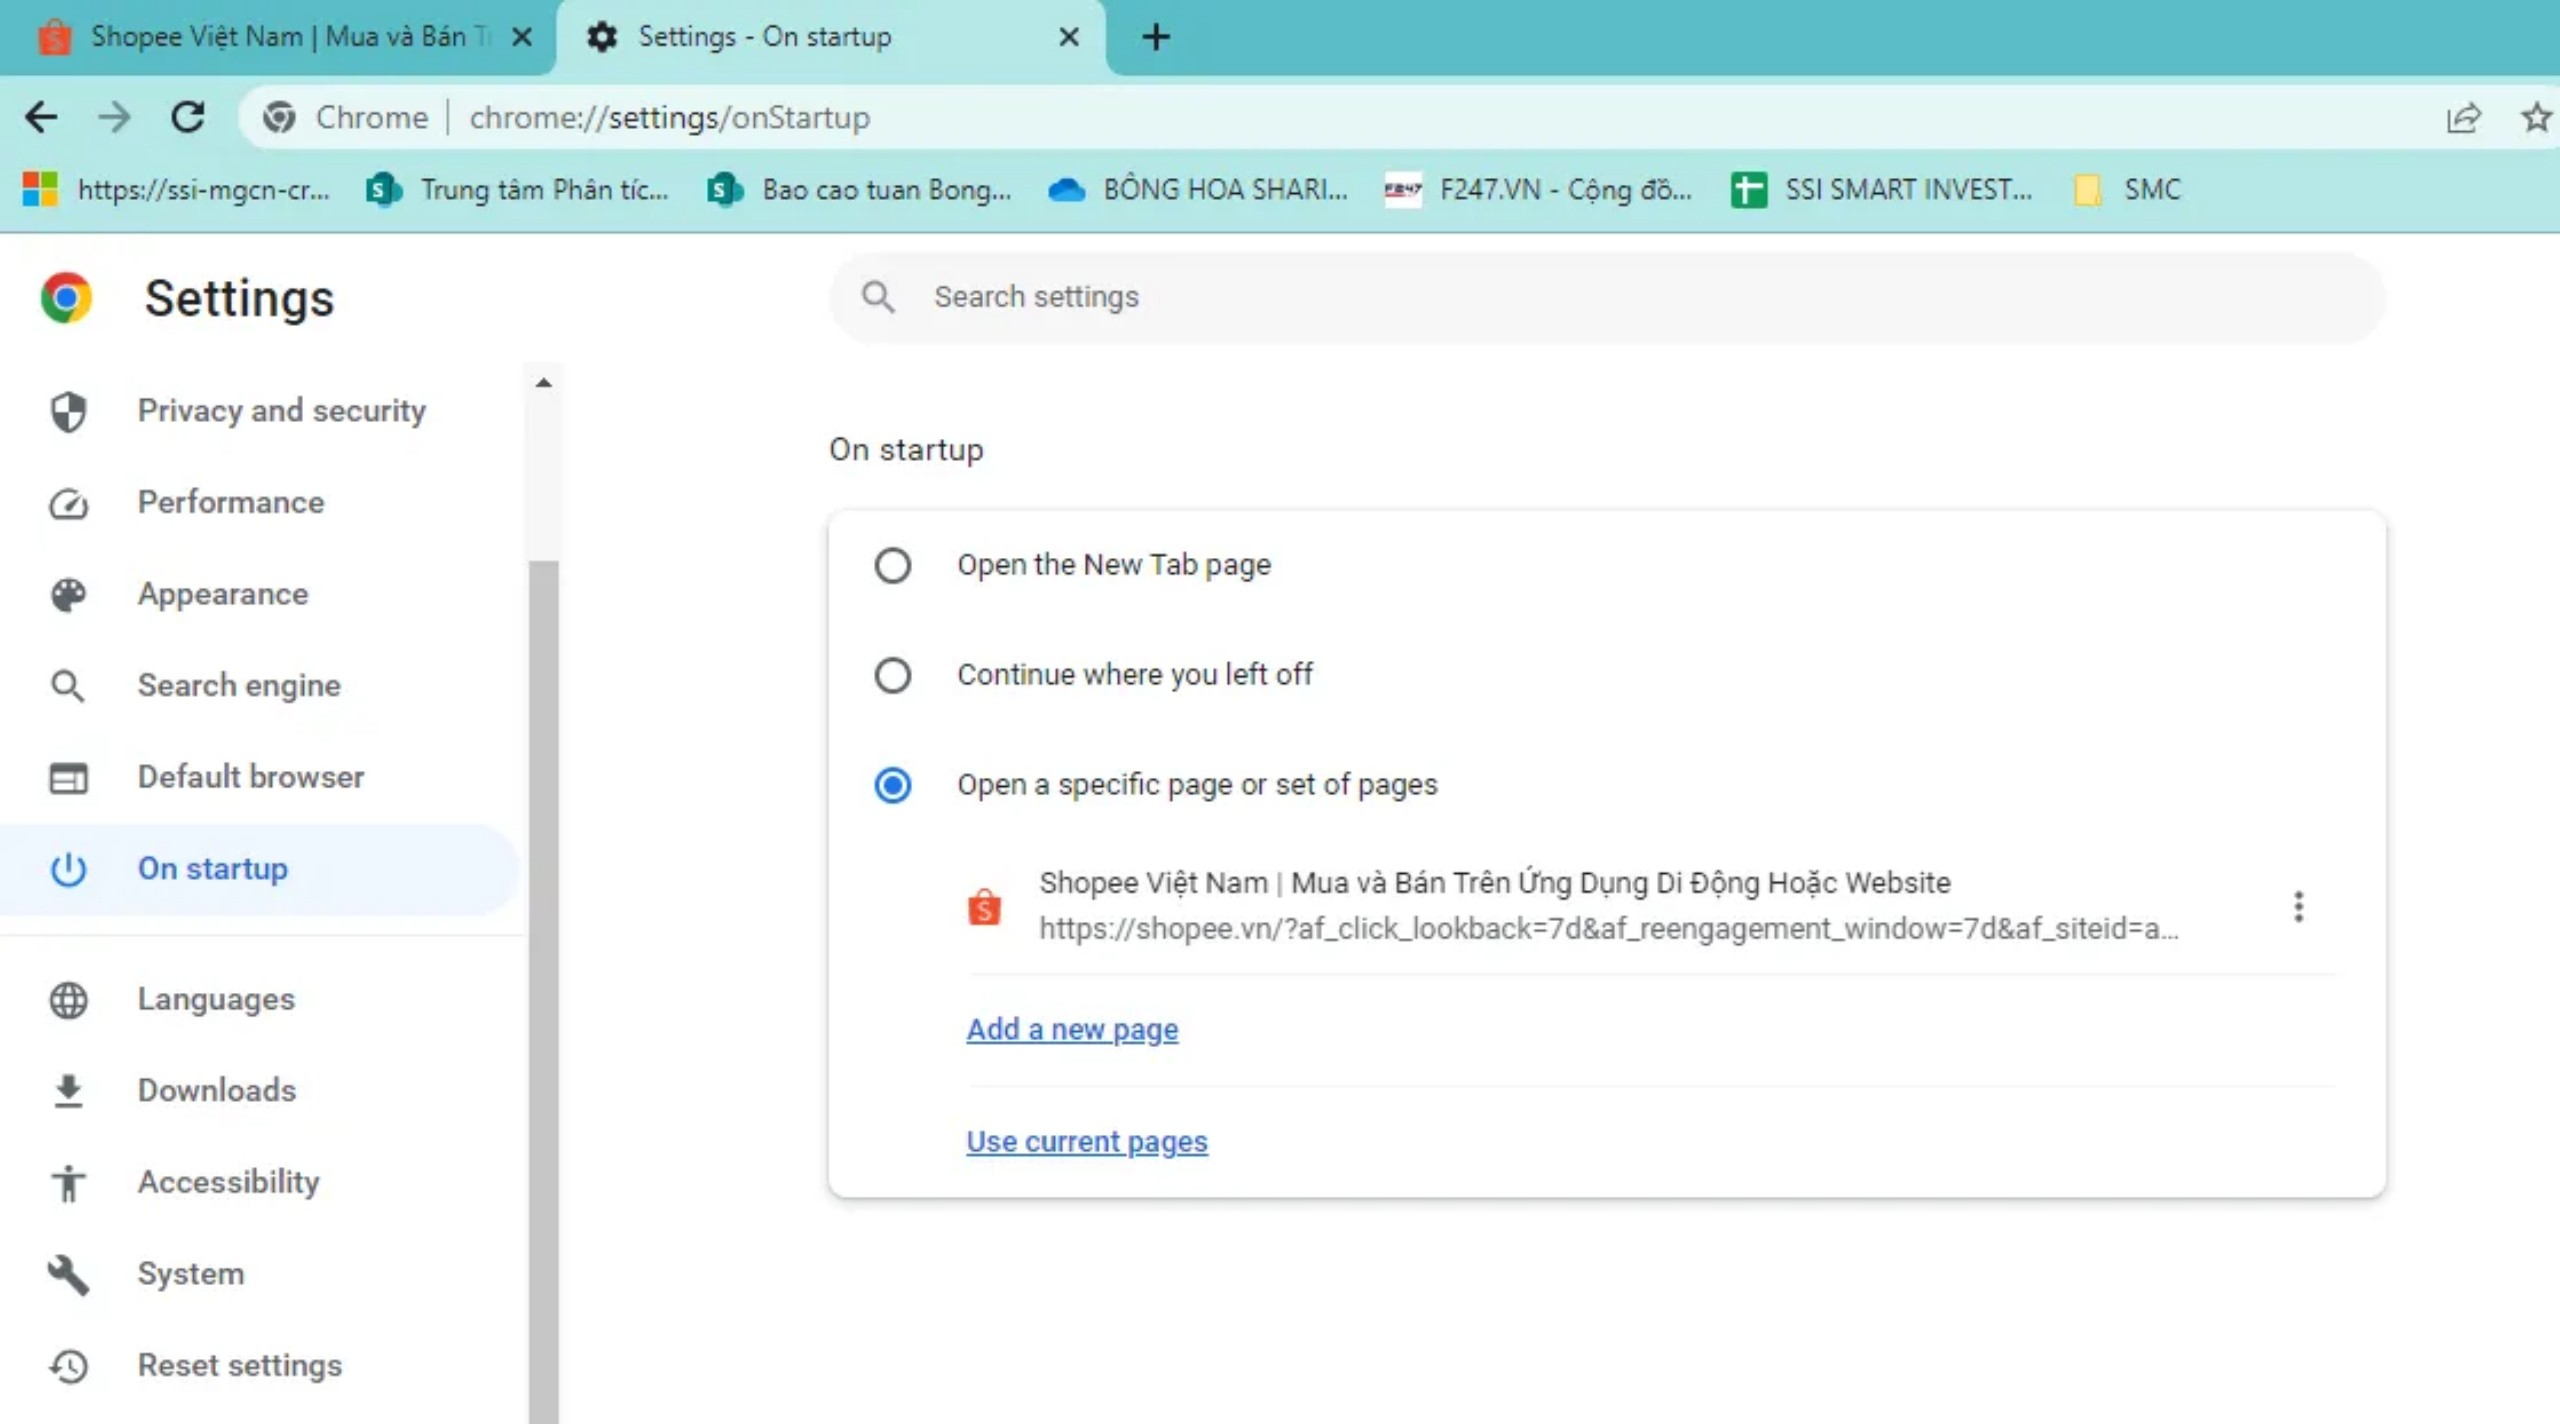 Shopee Việt Nam | Mua và Bán Tr
Settings - On startup
Chrome | chrome://settings/onStartup
https://ssi-mgcn-cr...
Trung tâm Phân tíc...
Bao cao tuan Bong...
BÔNG HOA SHARI...
F247.VN - Cộng đồ...
SSI SMART INVEST...
SMC
Settings
Search settings
Privacy and security
Performance
Appearance
Search engine
Default browser
On startup
Languages
Downloads
Accessibility
System
Reset settings
On startup
Open the New Tab page
Continue where you left off
Open a specific page or set of pages
Shopee Việt Nam | Mua và Bán Trên Ứng Dụng Di Động Hoặc Website
https://shopee.vn/?af_click_lookback=7d&af_reengagement_window=7d&af_siteid=a...
Add a new page
Use current pages